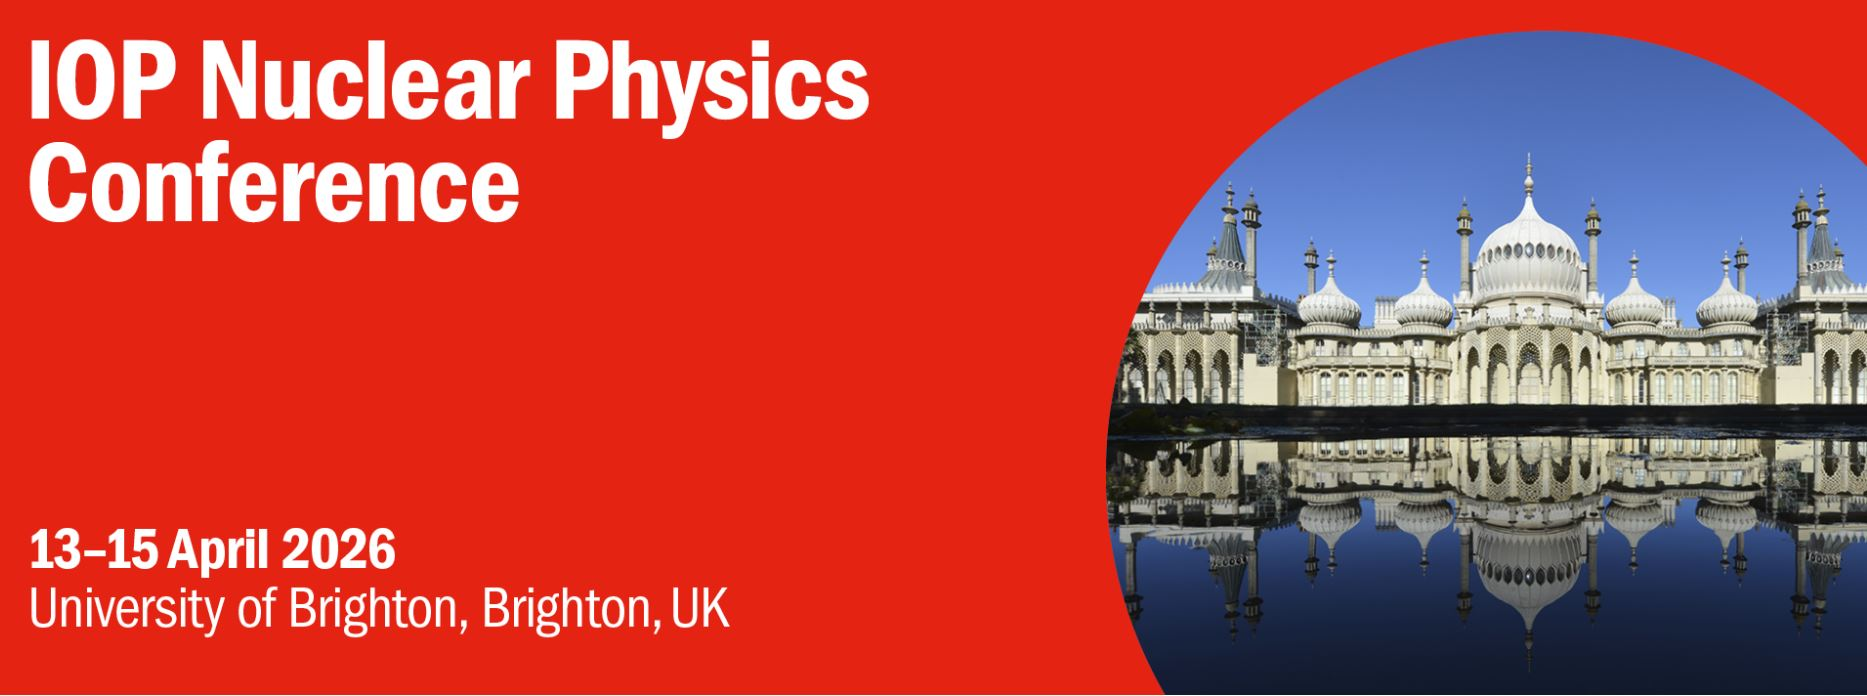 IOP Nuclear Physics
Conference
13–15 April 2026
University of Brighton, Brighton, UK